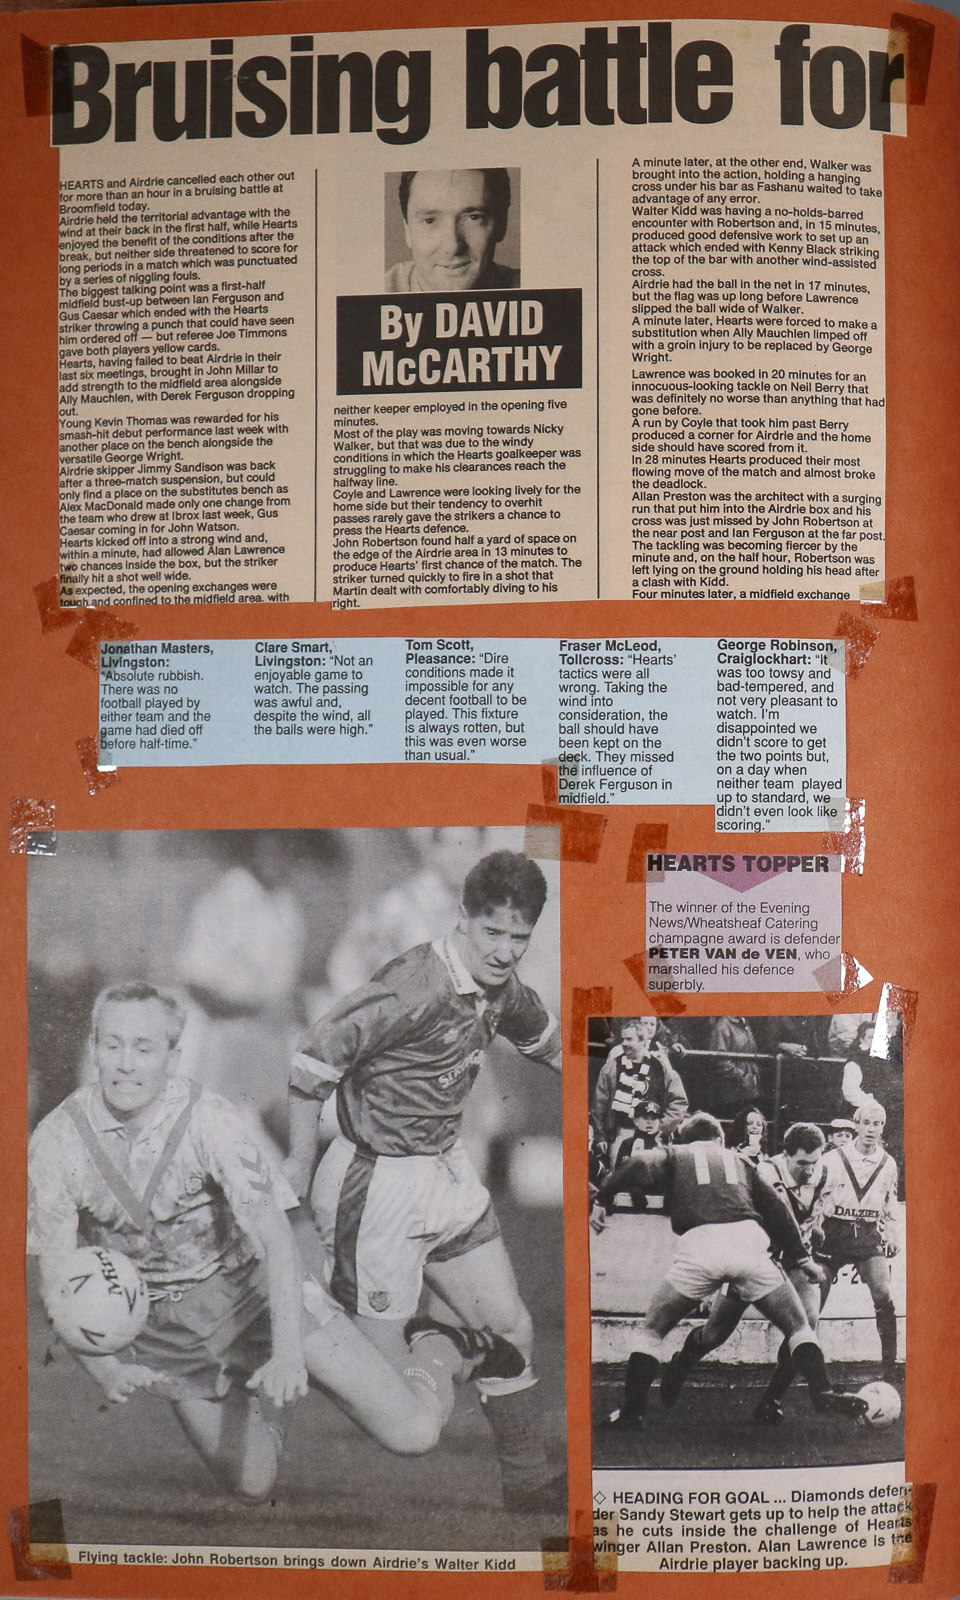 Bruising battle for
HEARTS and Airdrie cancelled each other out
for more than an hour in a bruising battle at
Broomfield today.
Airdrie held the territorial advantage with the
wind at their back in the first half, while Hearts
enjoyed the benefit of the conditions after the
break, but neither side threatened to score for
long periods in a match which was punctuated
by a series of niggling fouls.
The biggest talking point was a first-half
midfield bust-up between Ian Ferguson and
Gus Caesar which ended with the Hearts
striker throwing a punch that could have seen
him ordered off — but referee Joe Timmons
gave both players yellow cards.
Hearts, having failed to beat Airdrie in their
last six meetings, brought in John Millar to
add strength to the midfield area alongside
Ally Mauchlen, with Derek Ferguson dropping
out.
Young Kevin Thomas was rewarded for his
smash-hit debut performance last week with
another place on the bench alongside the
versatile George Wright.
Airdrie skipper Jimmy Sandison was back
after a three-match suspension, but could
only find a place on the substitutes bench as
Alex MacDonald made only one change from
the team who drew at Ibrox last week, Gus
Caesar coming in for John Watson.
Hearts kicked off into a strong wind and,
within a minute, had allowed Alan Lawrence
two chances inside the box, but the striker
finally hit a shot well wide.
As expected, the opening exchanges were
tough and confined to the midfield area, with
By DAVID
McCARTHY
neither keeper employed in the opening five
minutes.
Most of the play was moving towards Nicky
Walker, but that was due to the windy
conditions in which the Hearts goalkeeper was
struggling to make his clearances reach the
halfway line.
Coyle and Lawrence were looking lively for the
home side but their tendency to overhit
passes rarely gave the strikers a chance to
press the Hearts defence.
John Robertson found half a yard of space on
the edge of the Airdrie area in 13 minutes to
produce Hearts' first chance of the match. The
striker turned quickly to fire in a shot that
Martin dealt with comfortably diving to his
right.
A minute later, at the other end, Walker was
brought into the action, holding a hanging
cross under his bar as Fashanu waited to take
advantage of any error.
Walter Kidd was having a no-holds-barred
encounter with Robertson and, in 15 minutes,
produced good defensive work to set up an
attack which ended with Kenny Black striking
the top of the bar with another wind-assisted
cross.
Airdrie had the ball in the net in 17 minutes,
but the flag was up long before Lawrence
slipped the ball wide of Walker.
A minute later, Hearts were forced to make a
substitution when Ally Mauchlen limped off
with a groin injury to be replaced by George
Wright.
Lawrence was booked in 20 minutes for an
innocuous-looking tackle on Neil Berry that
was definitely no worse than anything that had
gone before.
A run by Coyle that took him past Berry
produced a corner for Airdrie and the home
side should have scored from it.
In 28 minutes Hearts produced their most
flowing move of the match and almost broke
the deadlock.
Allan Preston was the architect with a surging
run that put him into the Airdrie box and his
cross was just missed by John Robertson at
the near post and Ian Ferguson at the far post.
The tackling was becoming fiercer by the
minute and, on the half hour, Robertson was
left lying on the ground holding his head after
a clash with Kidd.
Four minutes later, a midfield exchange
Jonathan Masters,
Livingston:
"Absolute rubbish.
There was no
football played by
either team and the
game had died off
before half-time."
Clare Smart,
Livingston: "Not an
enjoyable game to
watch. The passing
was awful and,
despite the wind, all
the balls were high."
Tom Scott,
Pleasance: "Dire
conditions made it
impossible for any
decent football to be
played. This fixture
is always rotten, but
this was even worse
than usual."
Fraser McLeod,
Tollcross: "Hearts'
tactics were all
wrong. Taking the
wind into
consideration, the
ball should have
been kept on the
deck. They missed
the influence of
Derek Ferguson in
midfield."
George Robinson,
Craiglockhart: "It
was too towsy and
bad-tempered, and
not very pleasant to
watch. I'm
disappointed we
didn't score to get
the two points but,
on a day when
neither team played
up to standard, we
didn't even look like
scoring."
HEARTS TOPPER
The winner of the Evening
News/Wheatsheaf Catering
champagne award is defender
PETER VAN de VEN, who
marshalled his defence
superbly.
Mitre
11
DALZIEL
Flying tackle: John Robertson brings down Airdrie's Walter Kidd
◇ HEADING FOR GOAL ... Diamonds defen-
der Sandy Stewart gets up to help the attack
as he cuts inside the challenge of Hearts
winger Allan Preston. Alan Lawrence is the
Airdrie player backing up.